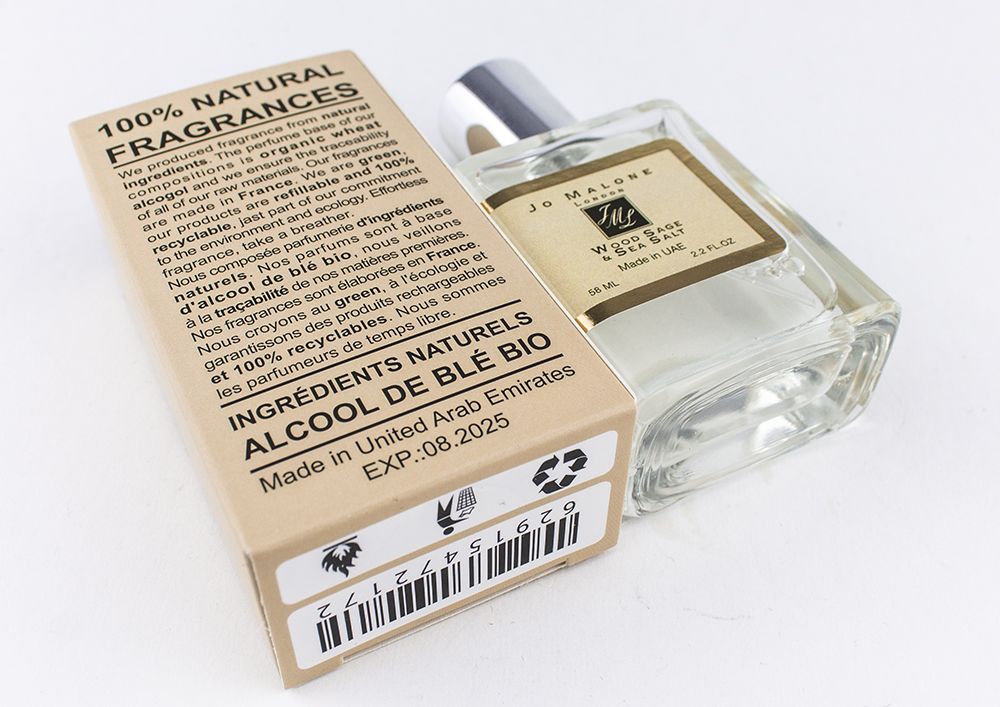 100% NATURAL
FRAGRANCES
We produced fragrance from natural
ingredients. The perfume base of our
compositions is organic wheat
alcogol and we ensure the traceability
of all of our raw materials. Our fragrances
are made in France. We are green,
our products are refillable and 100%
recyclable, jast part of our commitment
to the environment and ecology. Effortless
fragrance, take a breather.
Nous composée parfumerie d'ingrédients
naturels. Nos parfums sont à base
d'alcool de blé bio, nous veillons
à la traçabilité de nos matières premières.
Nos fragrances sont élaborées en France,
Nous croyons au green, à l'écologie et
garantissons des produits rechargeables
et 100% recyclables. Nous sommes
les parfumeurs de temps libre.
INGRÉDIENTS NATURELS
ALCOOL DE BLÉ BIO
Made in United Arab Emirates
EXP.:08.2025
62915472172
JO MALONE
LONDON
JML
WOOD SAGE
& SEA SALT
Made in UAE
58 ML
2.2 FL.OZ